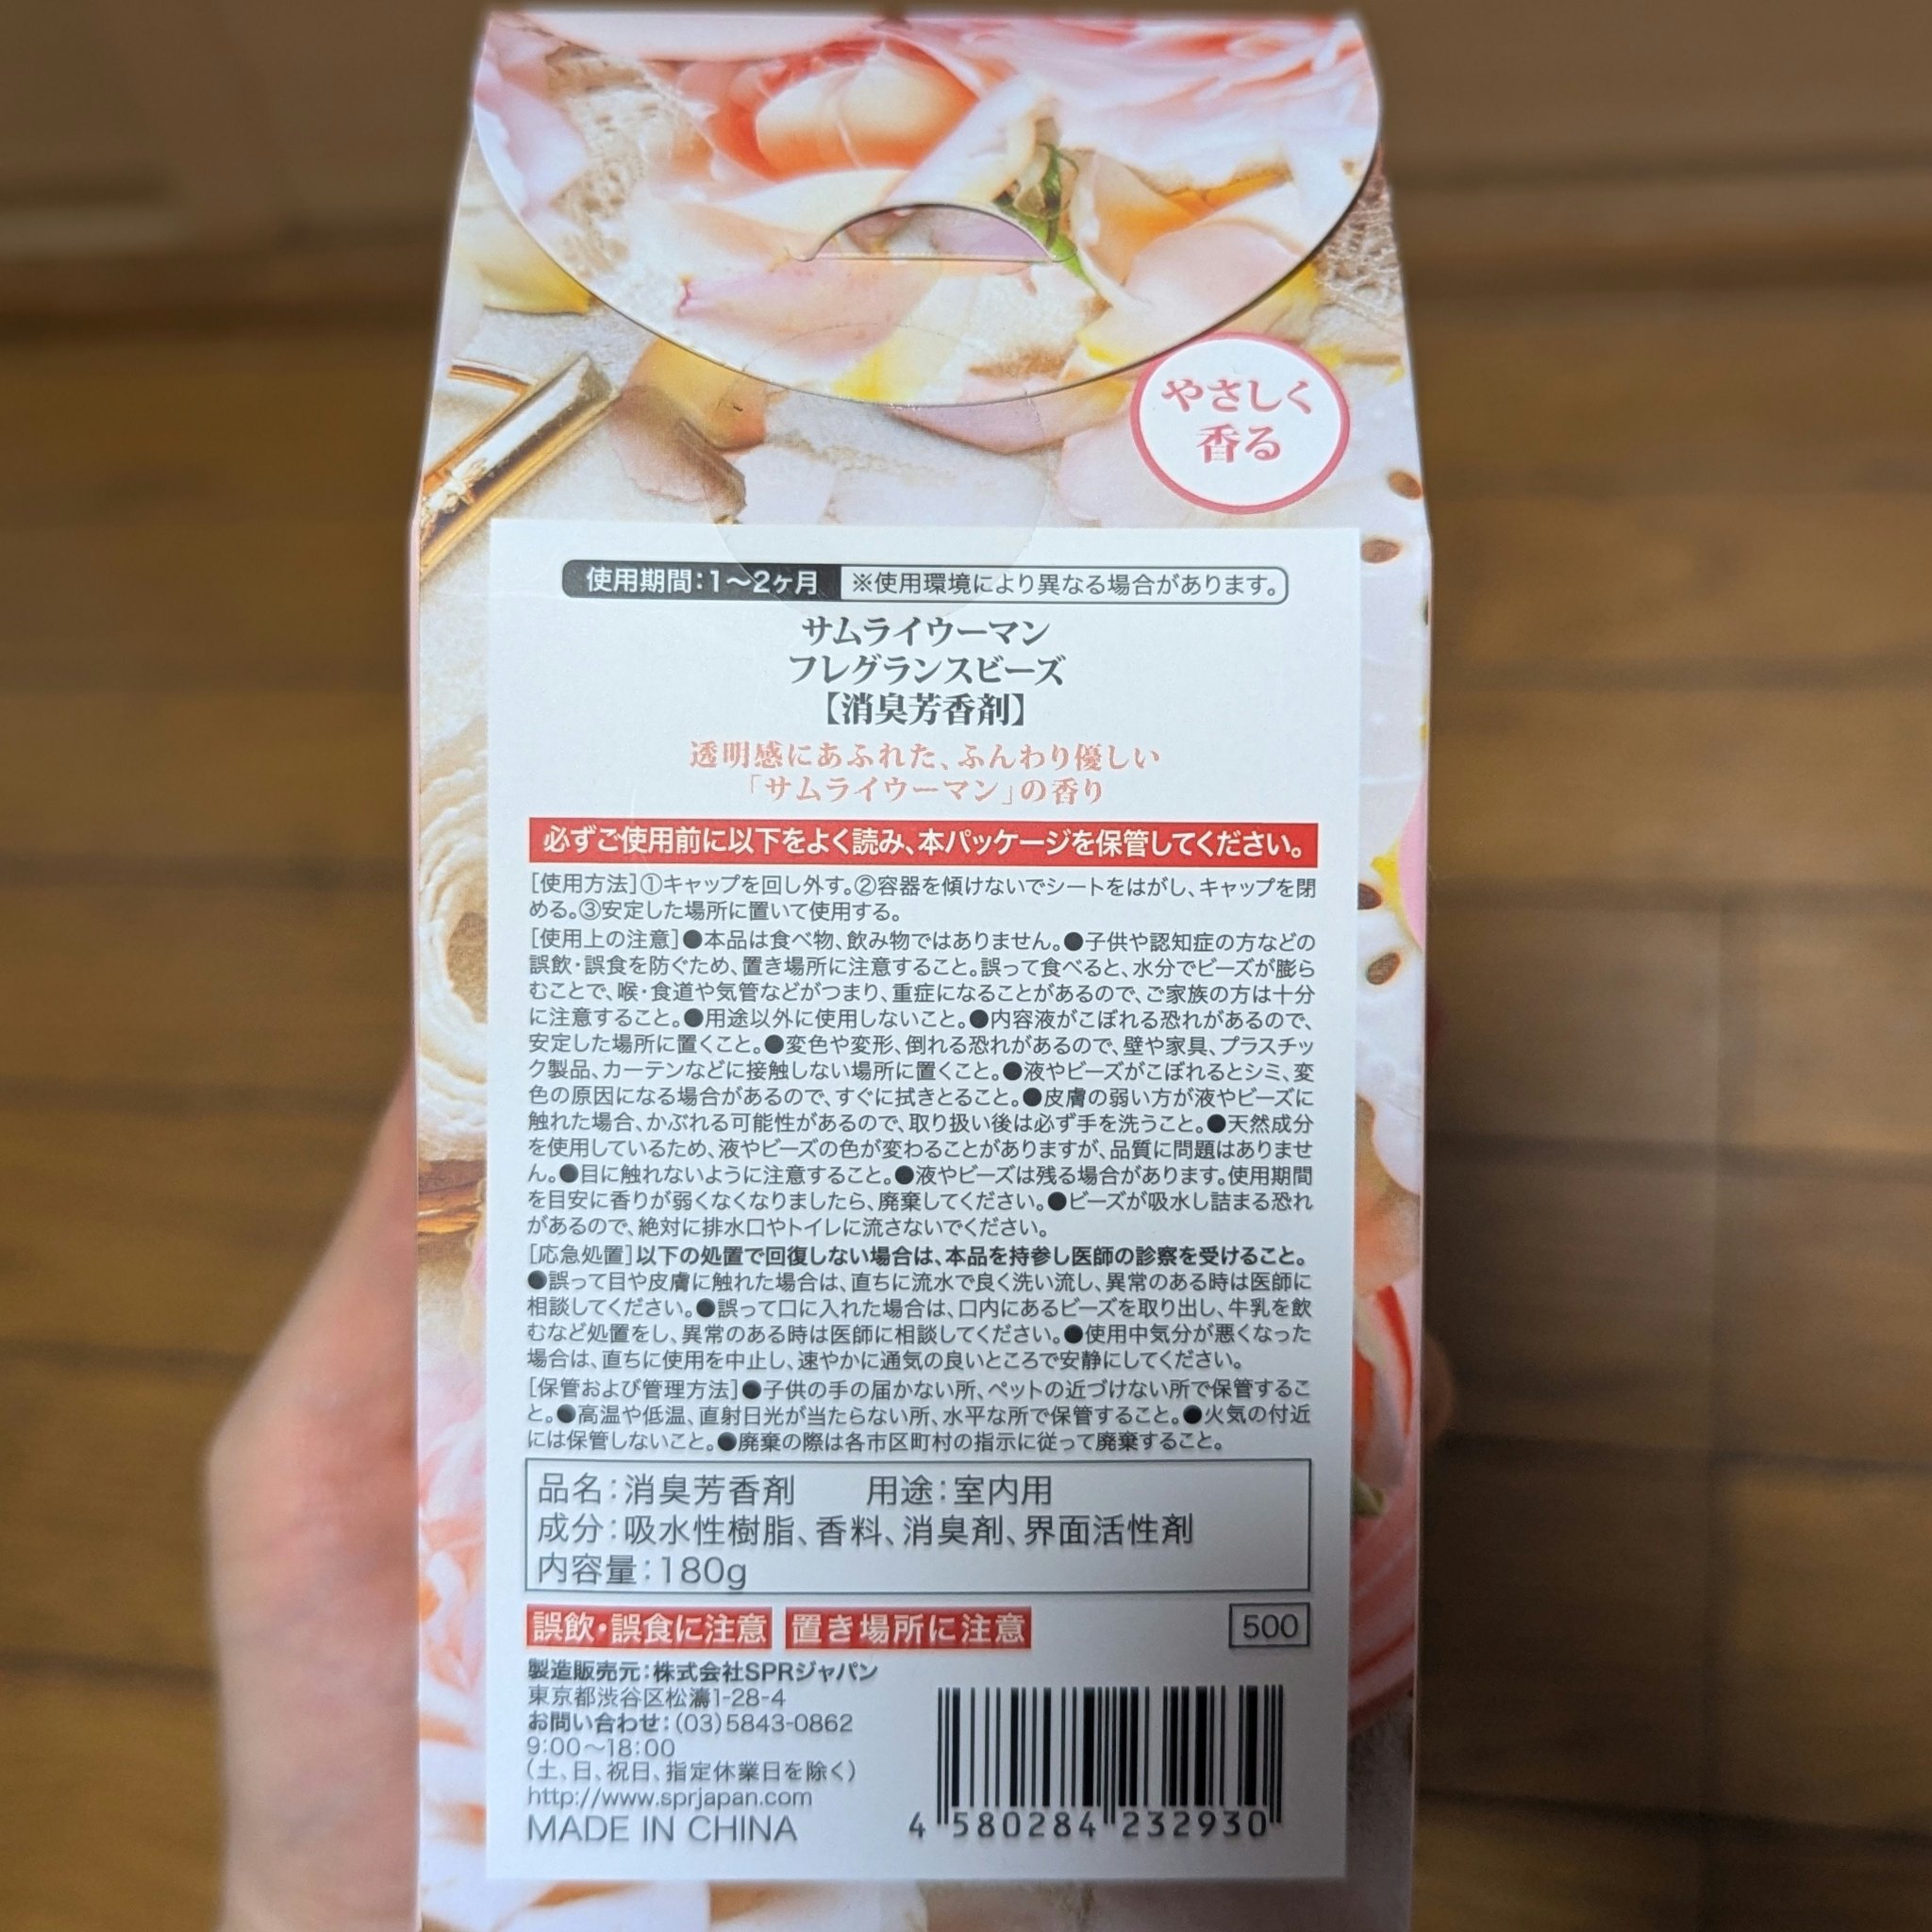 やさしく
香る
使用期間:1〜2ヶ月 ※使用環境により異なる場合があります。
サムライウーマン
フレグランスビーズ
【消臭芳香剤】
透明感にあふれた、ふんわり優しい
「サムライウーマン」の香り
必ずご使用前に以下をよく読み、本パッケージを保管してください。
[使用方法]①キャップを回し外す。②容器を傾けないでシートをはがし、キャップを閉
める。③安定した場所に置いて使用する。
[使用上の注意]●本品は食べ物、飲み物ではありません。●子供や認知症の方などの
誤飲・誤食を防ぐため、置き場所に注意すること。誤って食べると、水分でビーズが膨ら
むことで、喉・食道や気管などがつまり、重症になることがあるので、ご家族の方は十分
に注意すること。●用途以外に使用しないこと。●内容液がこぼれる恐れがあるので、
安定した場所に置くこと。●変色や変形、倒れる恐れがあるので、壁や家具、プラスチッ
ク製品、カーテンなどに接触しない場所に置くこと。●液やビーズがこぼれるとシミ、変
色の原因になる場合があるので、すぐに拭きとること。●皮膚の弱い方が液やビーズに
触れた場合、かぶれる可能性があるので、取り扱い後は必ず手を洗うこと。●天然成分
を使用しているため、液やビーズの色が変わることがありますが、品質に問題はありませ
ん。●目に触れないように注意すること。●液やビーズは残る場合があります。使用期間
を目安に香りが弱くなくなりましたら、廃棄してください。●ビーズが吸水し詰まる恐れ
があるので、絶対に排水口やトイレに流さないでください。
[応急処置]以下の処置で回復しない場合は、本品を持参し医師の診察を受けること。
●誤って目や皮膚に触れた場合は、直ちに流水で良く洗い流し、異常のある時は医師に
相談してください。●誤って口に入れた場合は、口内にあるビーズを取り出し、牛乳を飲
むなど処置をし、異常のある時は医師に相談してください。●使用中気分が悪くなった
場合は、直ちに使用を中止し、速やかに通気の良いところで安静にしてください。
[保管および管理方法]●子供の手の届かない所、ペットの近づけない所で保管するこ
と。●高温や低温、直射日光が当たらない所、水平な所で保管すること。●火気の付近
には保管しないこと。●廃棄の際は各市区町村の指示に従って廃棄すること。
品名:消臭芳香剤 用途:室内用
成分:吸水性樹脂、香料、消臭剤、界面活性剤
内容量:180g
誤飲・誤食に注意 置き場所に注意 500
製造販売元:株式会社SPRジャパン
東京都渋谷区松濤1-28-4
お問い合わせ:(03)5843-0862
9:00〜18:00
(土、日、祝日、指定休業日を除く)
http://www.sprjapan.com
MADE IN CHINA
4 580284 232930